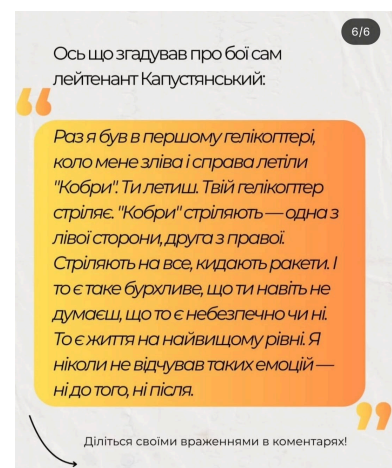 6/6
Ось що згадував про бої сам
лейтенант Капустянський:
“
Раз я був в першому гелікоптері,
коло мене зліва і справа летіли
"Кобри". Ти летиш. Твій гелікоптер
стріляє. "Кобри" стріляють — одна з
лівої сторони, друга з правої.
Стріляють на все, кидають ракети. І
то є таке бурхливе, що ти навіть не
думаєш, що то є небезпечно чи ні.
То є життя на найвищому рівні. Я
ніколи не відчував таких емоцій —
ні до того, ні після.
”
Діліться своїми враженнями в коментарях!